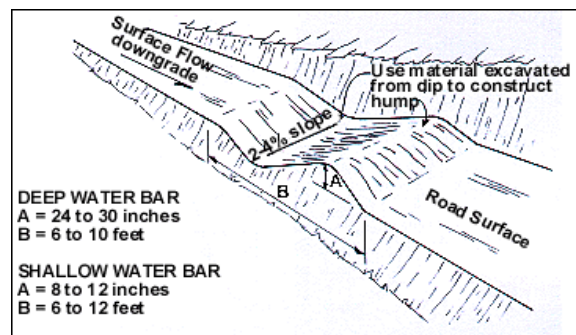 Surface Flow
downgrade
Use material excavated
from dip to construct
hump
2-4% slope
A
B
Road Surface
DEEP WATER BAR
A = 24 to 30 inches
B = 6 to 10 feet
SHALLOW WATER BAR
A = 8 to 12 inches
B = 6 to 12 feet